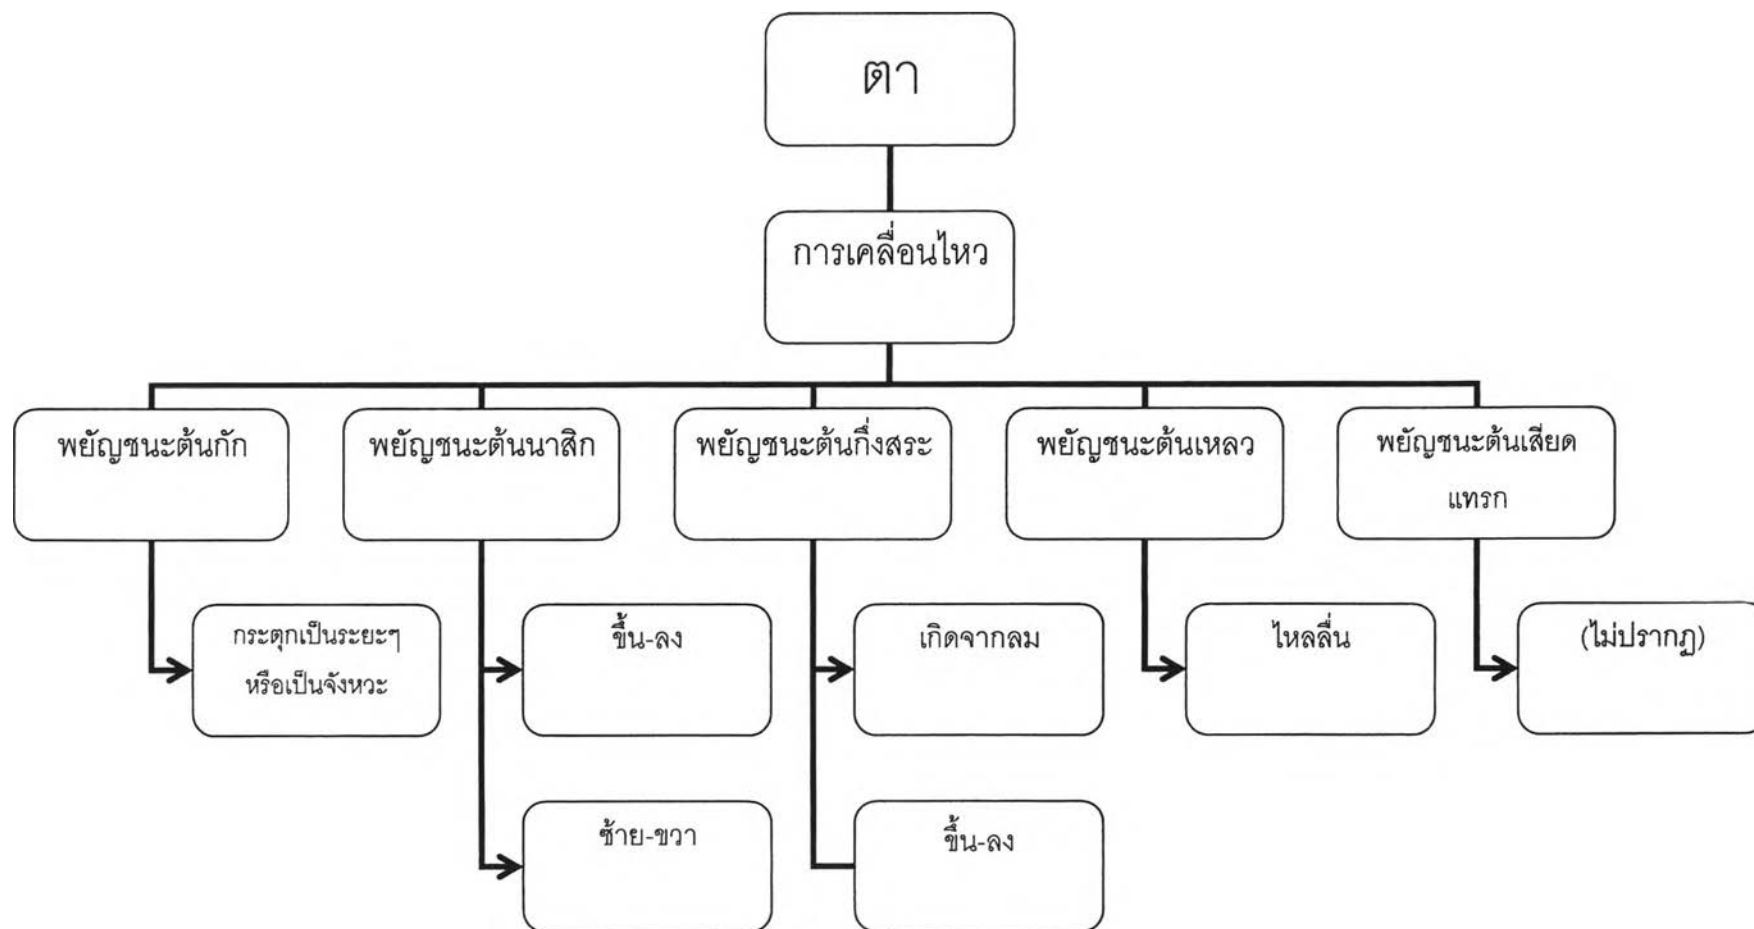 ตา
การเคลื่อนไหว
พยัญชนะต้นกัก
พยัญชนะต้นนาสิก
พยัญชนะต้นกึ่งสระ
พยัญชนะต้นเหลว
พยัญชนะต้นเสียด
แทรก
กระตุกเป็นระยะๆ
หรือเป็นจังหวะ
ขึ้น-ลง
เกิดจากลม
ไหลลื่น
(ไม่ปรากฏ)
ซ้าย-ขวา
ขึ้น-ลง